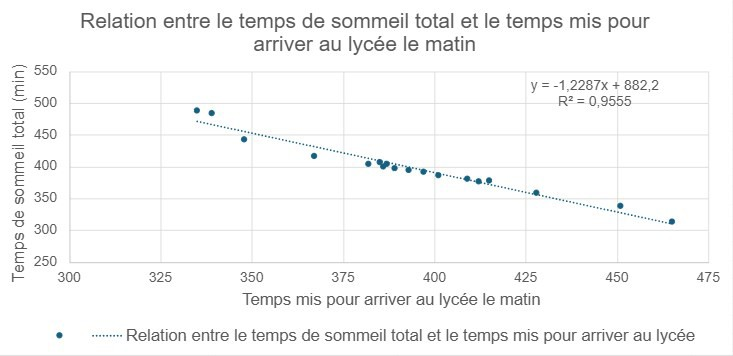 Relation entre le temps de sommeil total et le temps mis pour
arriver au lycée le matin
Temps de sommeil total (min)
550
500
450
400
350
300
250
y = -1,2287x + 882,2
R² = 0,9555
300 325 350 375 400 425 450 475
Temps mis pour arriver au lycée le matin
Relation entre le temps de sommeil total et le temps mis pour arriver au lycée